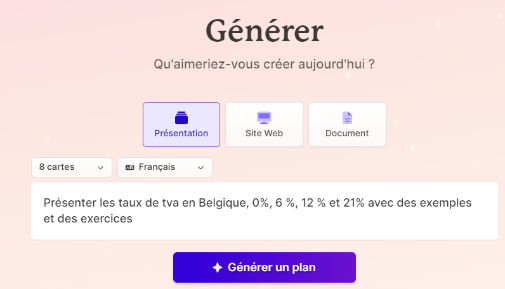 Générer
Qu'aimeriez-vous créer aujourd'hui ?
Présentation
Site Web
Document
8 cartes
Français
Présenter les taux de tva en Belgique, 0%, 6 %, 12 % et 21% avec des exemples
et des exercices
Générer un plan